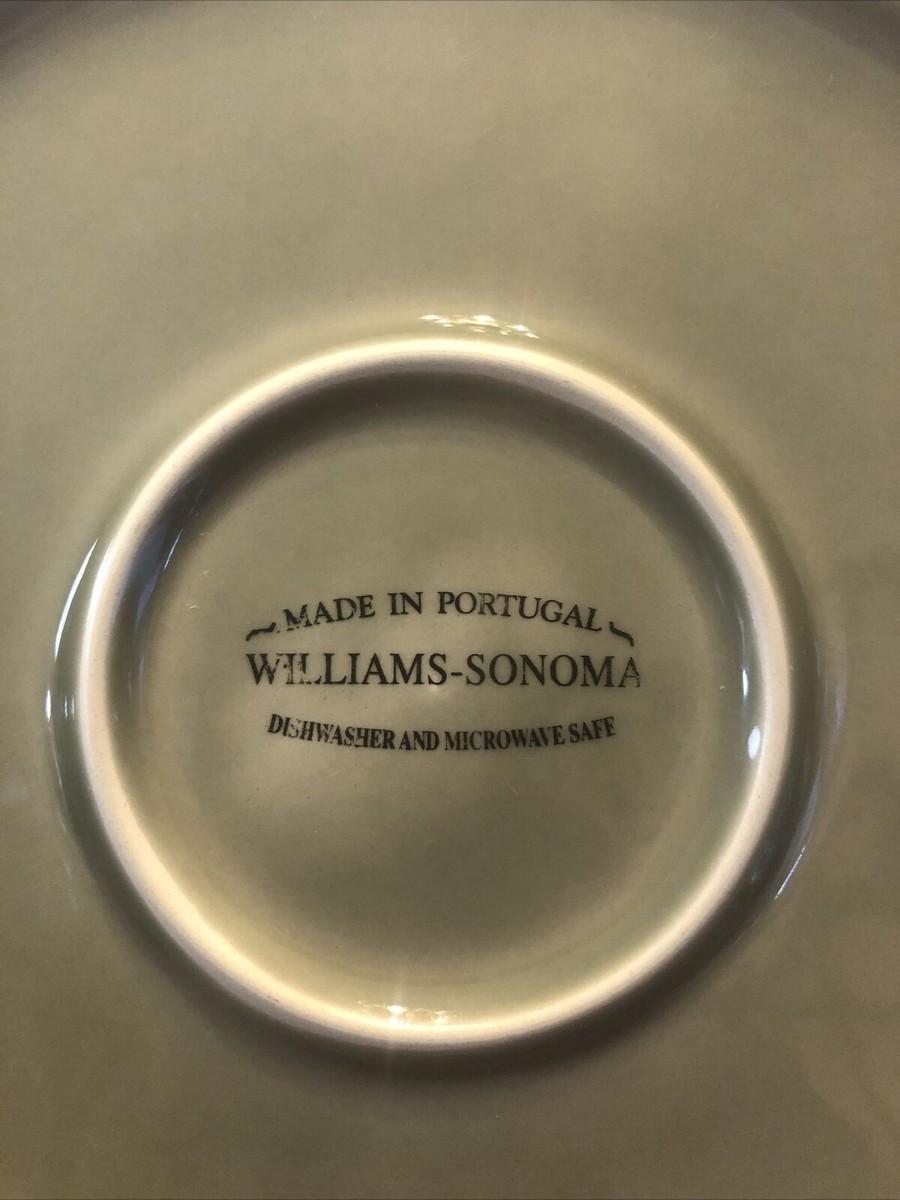 MADE IN PORTUGAL
WILLIAMS-SONOMA
DISHWASHER AND MICROWAVE SAFE